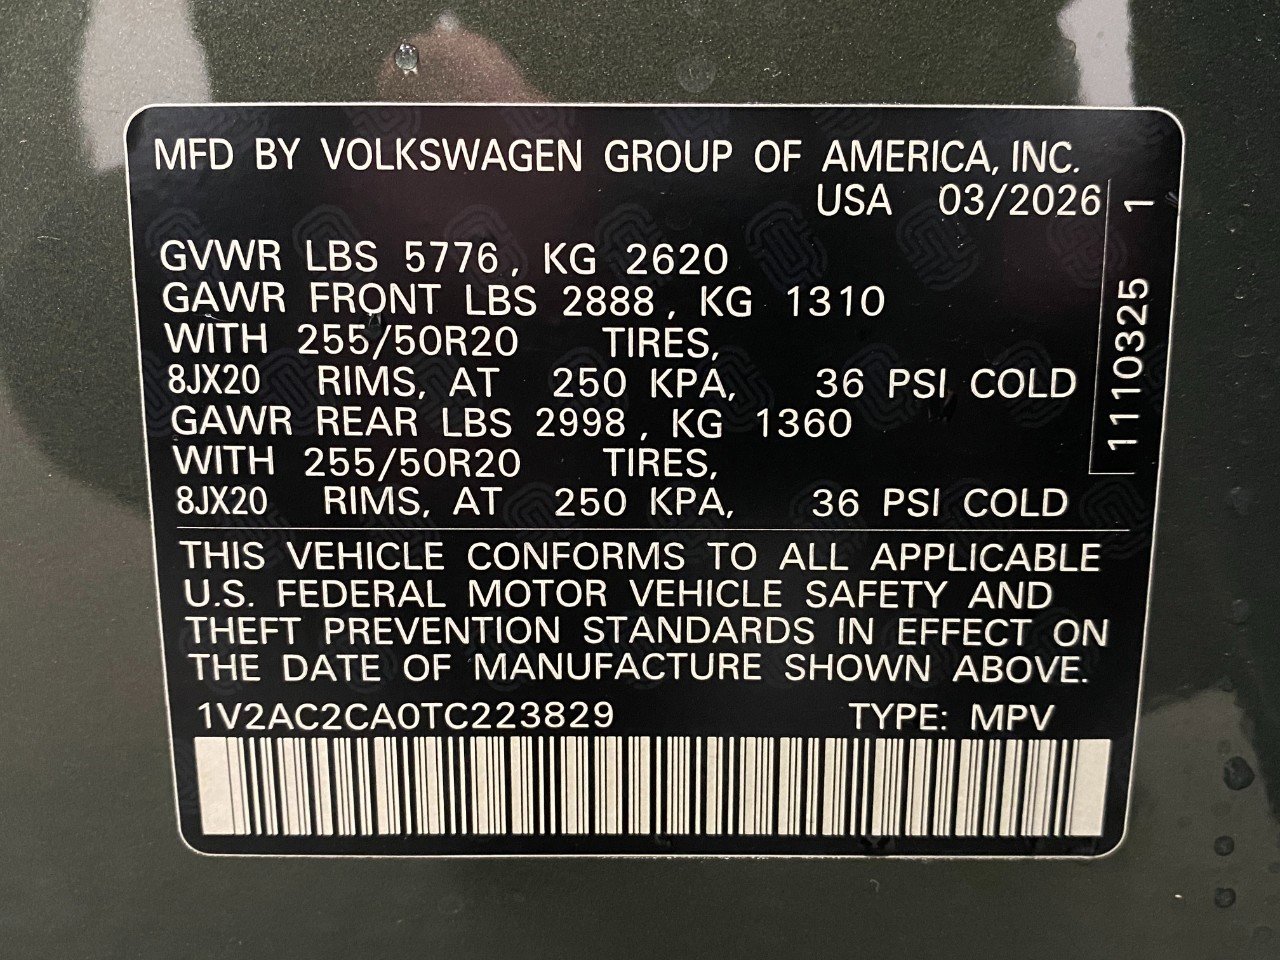 MFD BY VOLKSWAGEN GROUP OF AMERICA, INC.
USA 03/2026
GVWR LBS 5776, KG 2620
GAWR FRONT LBS 2888, KG 1310
WITH 255/50R20 TIRES,
8JX20 RIMS, AT 250 KPA, 36 PSI COLD
GAWR REAR LBS 2998, KG 1360
WITH 255/50R20 TIRES,
8JX20 RIMS, AT 250 KPA, 36 PSI COLD
1110325 1
THIS VEHICLE CONFORMS TO ALL APPLICABLE
U.S. FEDERAL MOTOR VEHICLE SAFETY AND
THEFT PREVENTION STANDARDS IN EFFECT ON
THE DATE OF MANUFACTURE SHOWN ABOVE.
1V2AC2CA0TC223829 TYPE: MPV